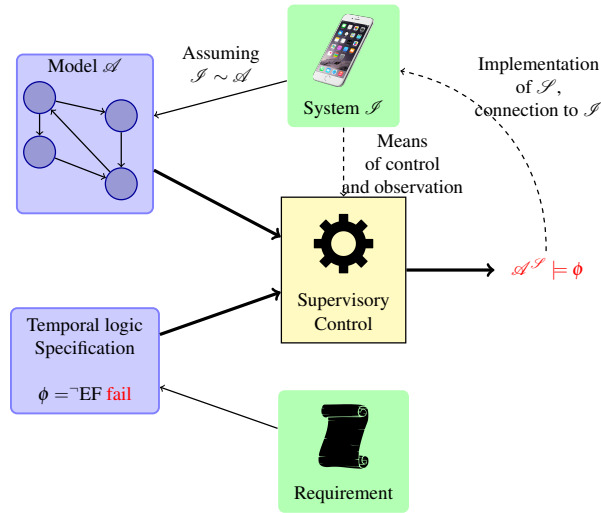 Model 𝒜
Assuming
ℐ ∼ 𝒜
System ℐ
Implementation
of 𝒮,
connection to ℐ
Means
of control
and observation
Supervisory
Control
𝒜^𝒮 ⊨ ϕ
Temporal logic
Specification
ϕ =¬EF fail
Requirement